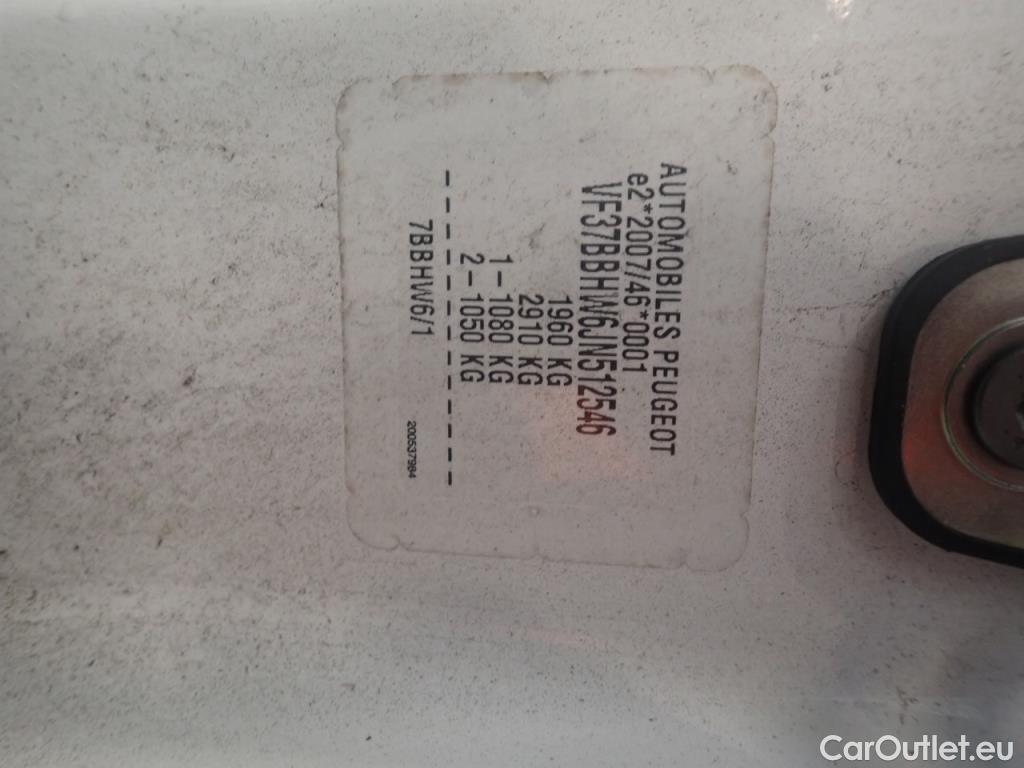 AUTOMOBILES PEUGEOT
e2*2007/46*0001
VF37BBHW6JN512546
1960 KG
2910 KG
1-1080 KG
2-1050 KG
- - - - - - - - - - - - -
7BBHW6/1
200537984
CarOutlet.eu